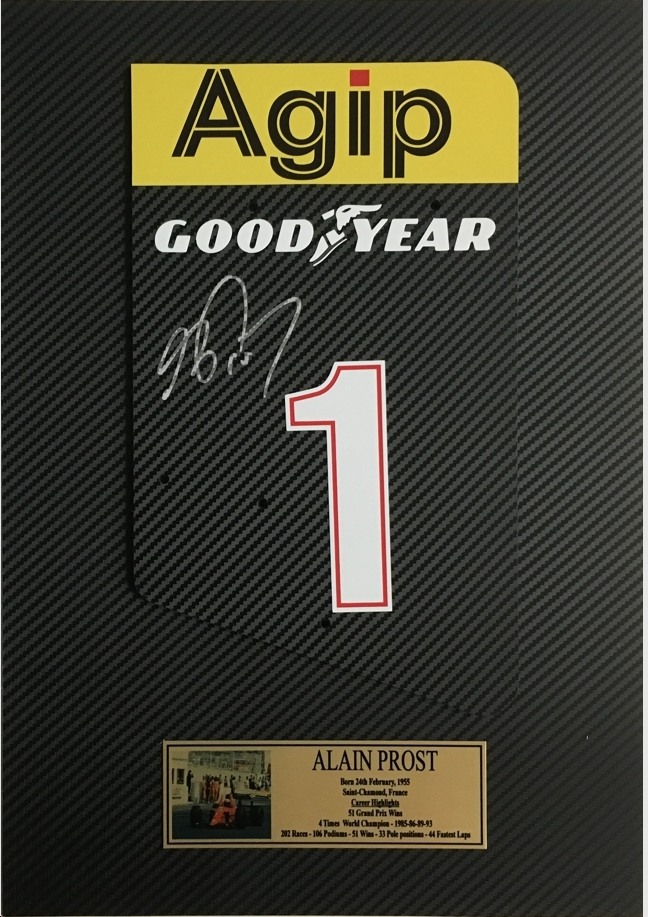 Agip
GOODYEAR
1
ALAIN PROST
Born 24th February, 1955
Saint-Chamond, France
Career Highlights
51 Grand Prix Wins
4 Times World Champion - 1985-86-89-93
202 Races - 106 Podiums - 51 Wins - 33 Pole positions - 44 Fastest Laps